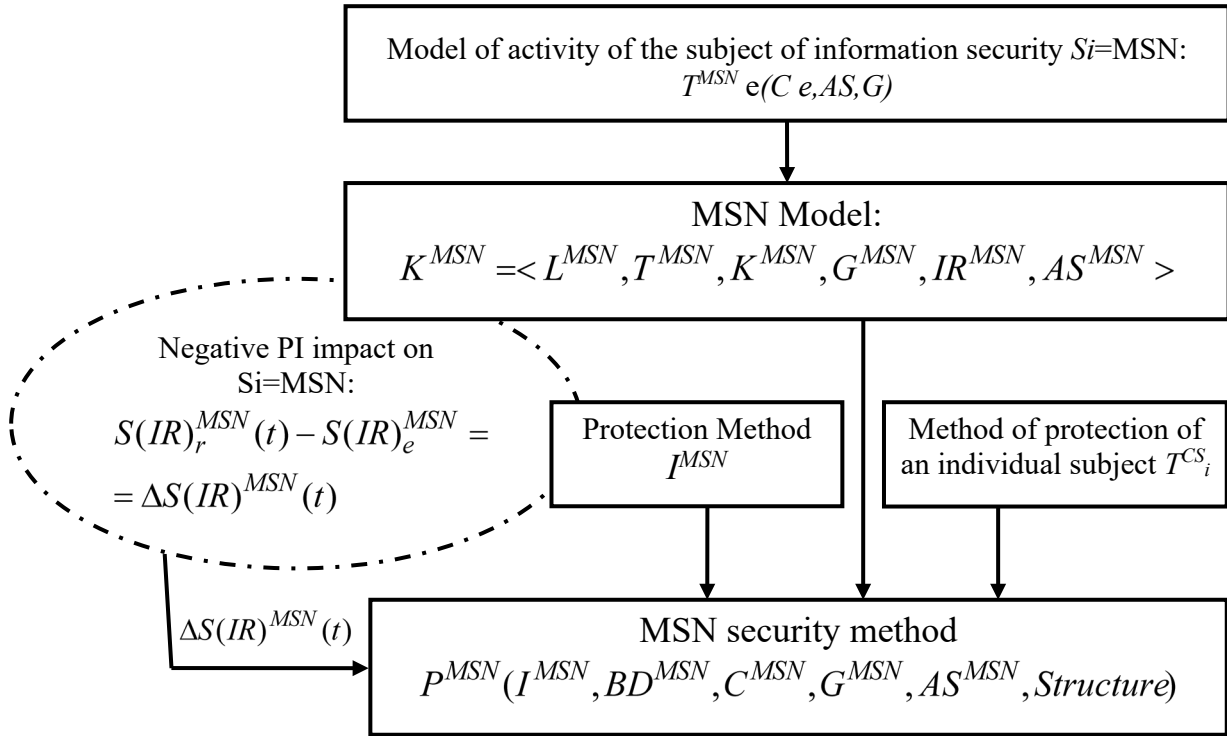 Model of activity of the subject of information security Si=MSN:
T^{MSN} e(C e,AS,G)
MSN Model:
K^{MSN} =< L^{MSN}, T^{MSN}, K^{MSN}, G^{MSN}, IR^{MSN}, AS^{MSN} >
Negative PI impact on
Si=MSN:
S(IR)_r^{MSN}(t) – S(IR)_e^{MSN} =
= ΔS(IR)^{MSN}(t)
Protection Method
I^{MSN}
Method of protection of
an individual subject T^{CS}_i
ΔS(IR)^{MSN}(t)
MSN security method
P^{MSN}(I^{MSN}, BD^{MSN}, C^{MSN}, G^{MSN}, AS^{MSN}, Structure)